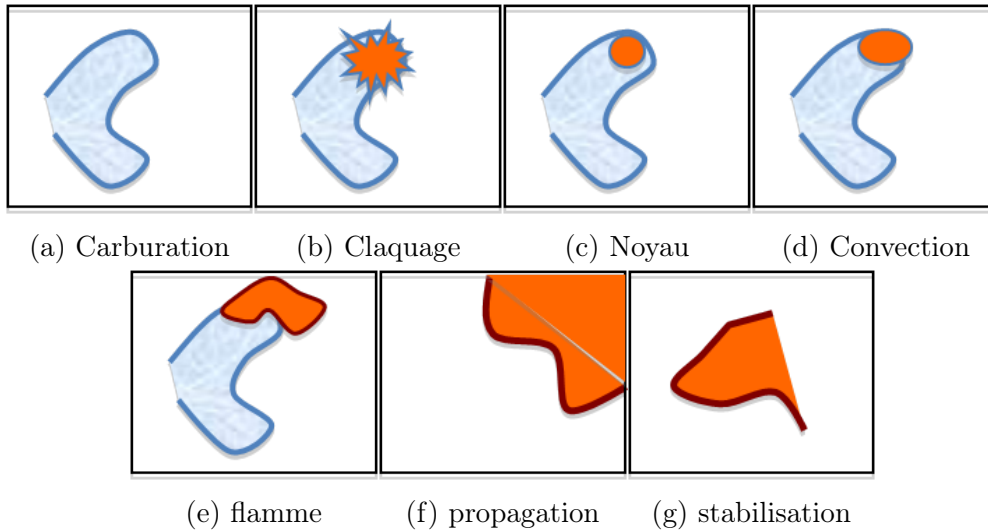 (a) Carburation (b) Claquage (c) Noyau (d) Convection
(e) flamme (f) propagation (g) stabilisation